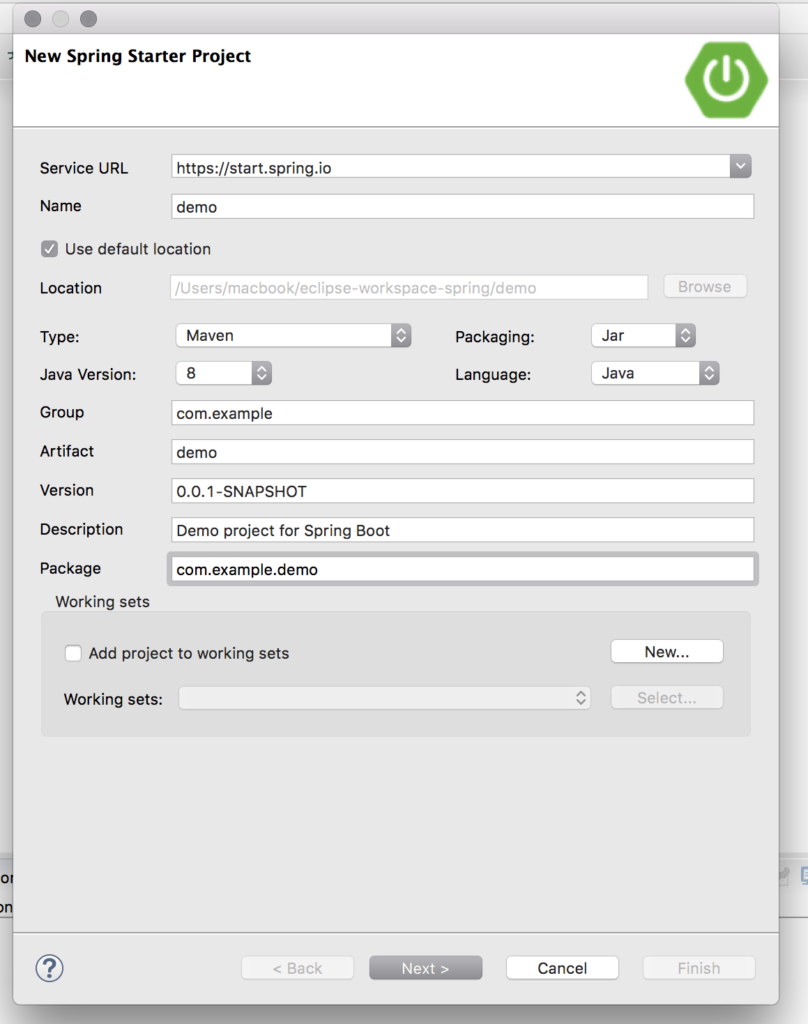 New Spring Starter Project
Service URL https://start.spring.io
Name demo
Use default location
Location /Users/macbook/eclipse-workspace-spring/demo Browse
Type: Maven Packaging: Jar
Java Version: 8 Language: Java
Group com.example
Artifact demo
Version 0.0.1-SNAPSHOT
Description Demo project for Spring Boot
Package com.example.demo
Working sets
Add project to working sets New...
Working sets: Select...
or
on
? < Back Next > Cancel Finish